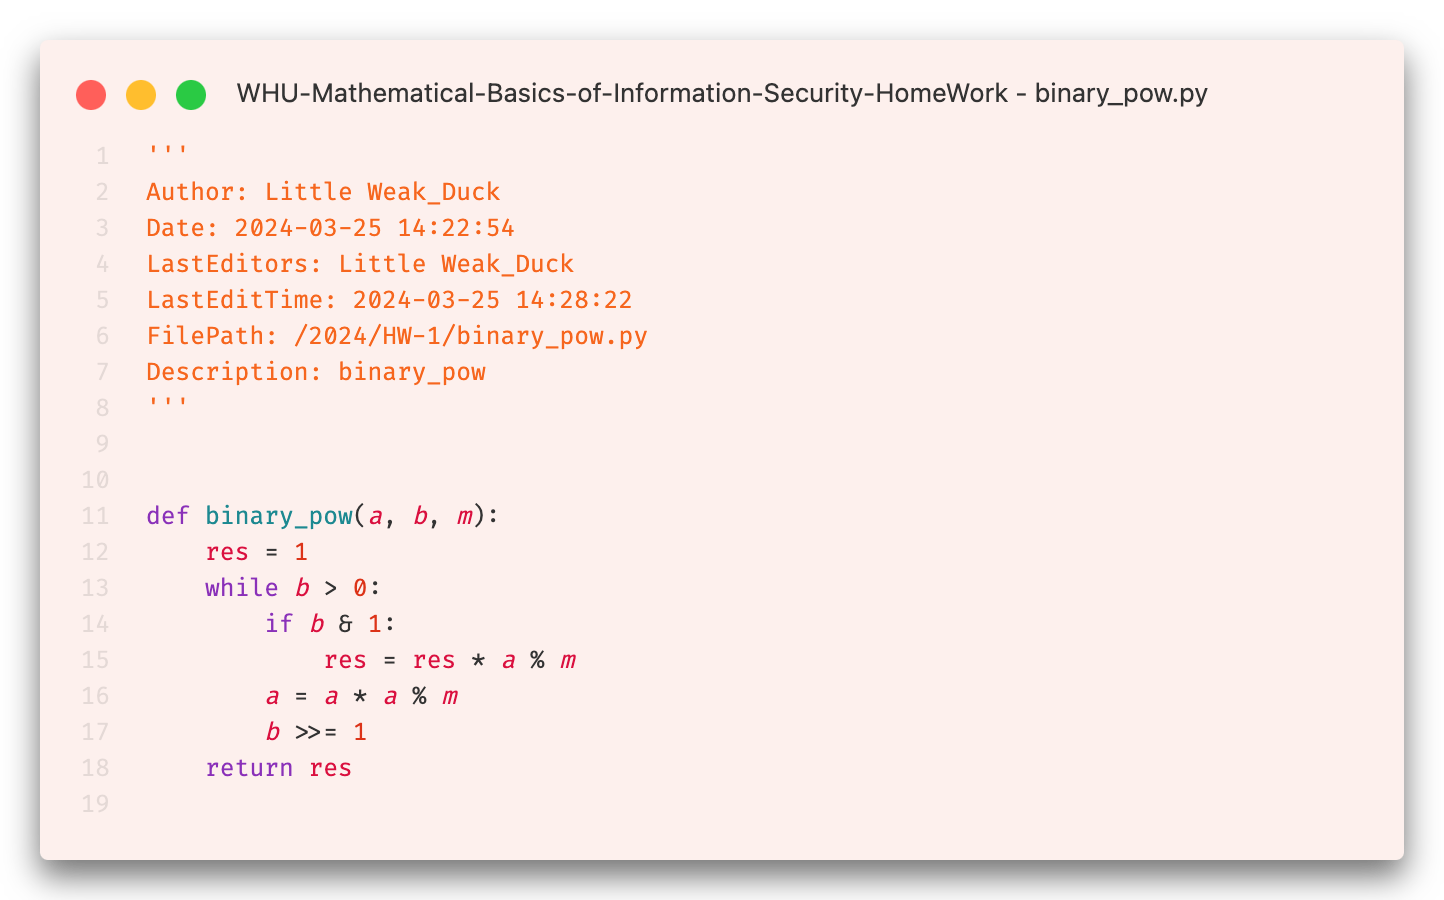 WHU-Mathematical-Basics-of-Information-Security-HomeWork - binary_pow.py
1 '''
2 Author: Little Weak_Duck
3 Date: 2024-03-25 14:22:54
4 LastEditors: Little Weak_Duck
5 LastEditTime: 2024-03-25 14:28:22
6 FilePath: /2024/HW-1/binary_pow.py
7 Description: binary_pow
8 '''
9
10
11 def binary_pow(a, b, m):
12     res = 1
13     while b > 0:
14         if b & 1:
15             res = res * a % m
16         a = a * a % m
17         b >>= 1
18     return res
19